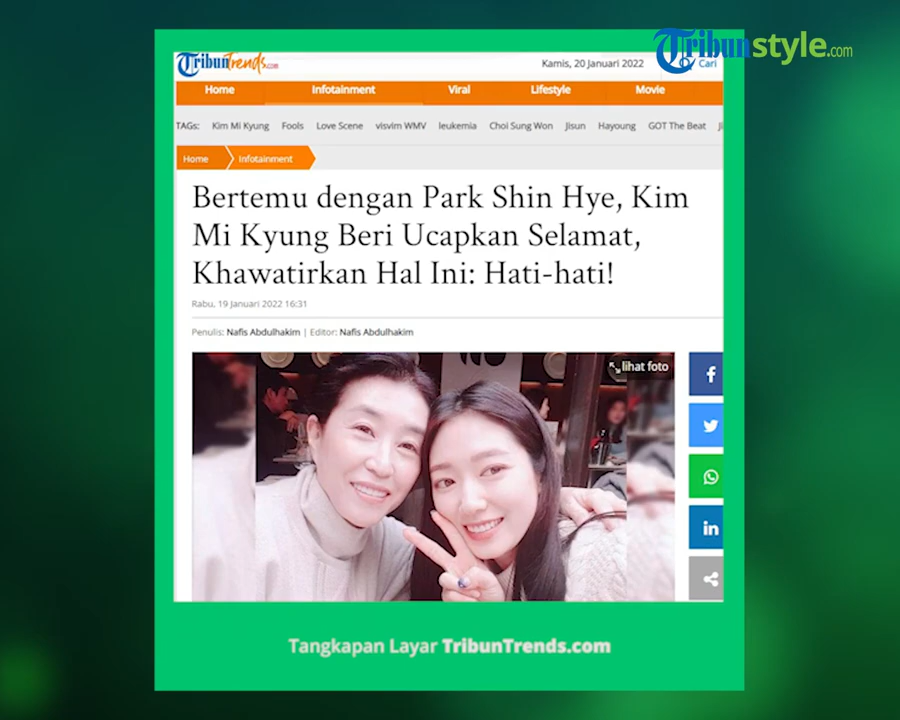 Tribunstyle.com
TribunTrends.com
Kamis, 20 Januari 2022
Cari
Home Infotainment Viral Lifestyle Movie
TAGs: Kim Mi Kyung Fools Love Scene visvim WMV leukemia Choi Sung Won Jisun Hayoung GOT The Beat
Home Infotainment
Bertemu dengan Park Shin Hye, Kim
Mi Kyung Beri Ucapkan Selamat,
Khawatirkan Hal Ini: Hati-hati!
Rabu, 19 Januari 2022 16:31
Penulis: Nafis Abdulhakim | Editor: Nafis Abdulhakim
lihat foto
Tangkapan Layar TribunTrends.com